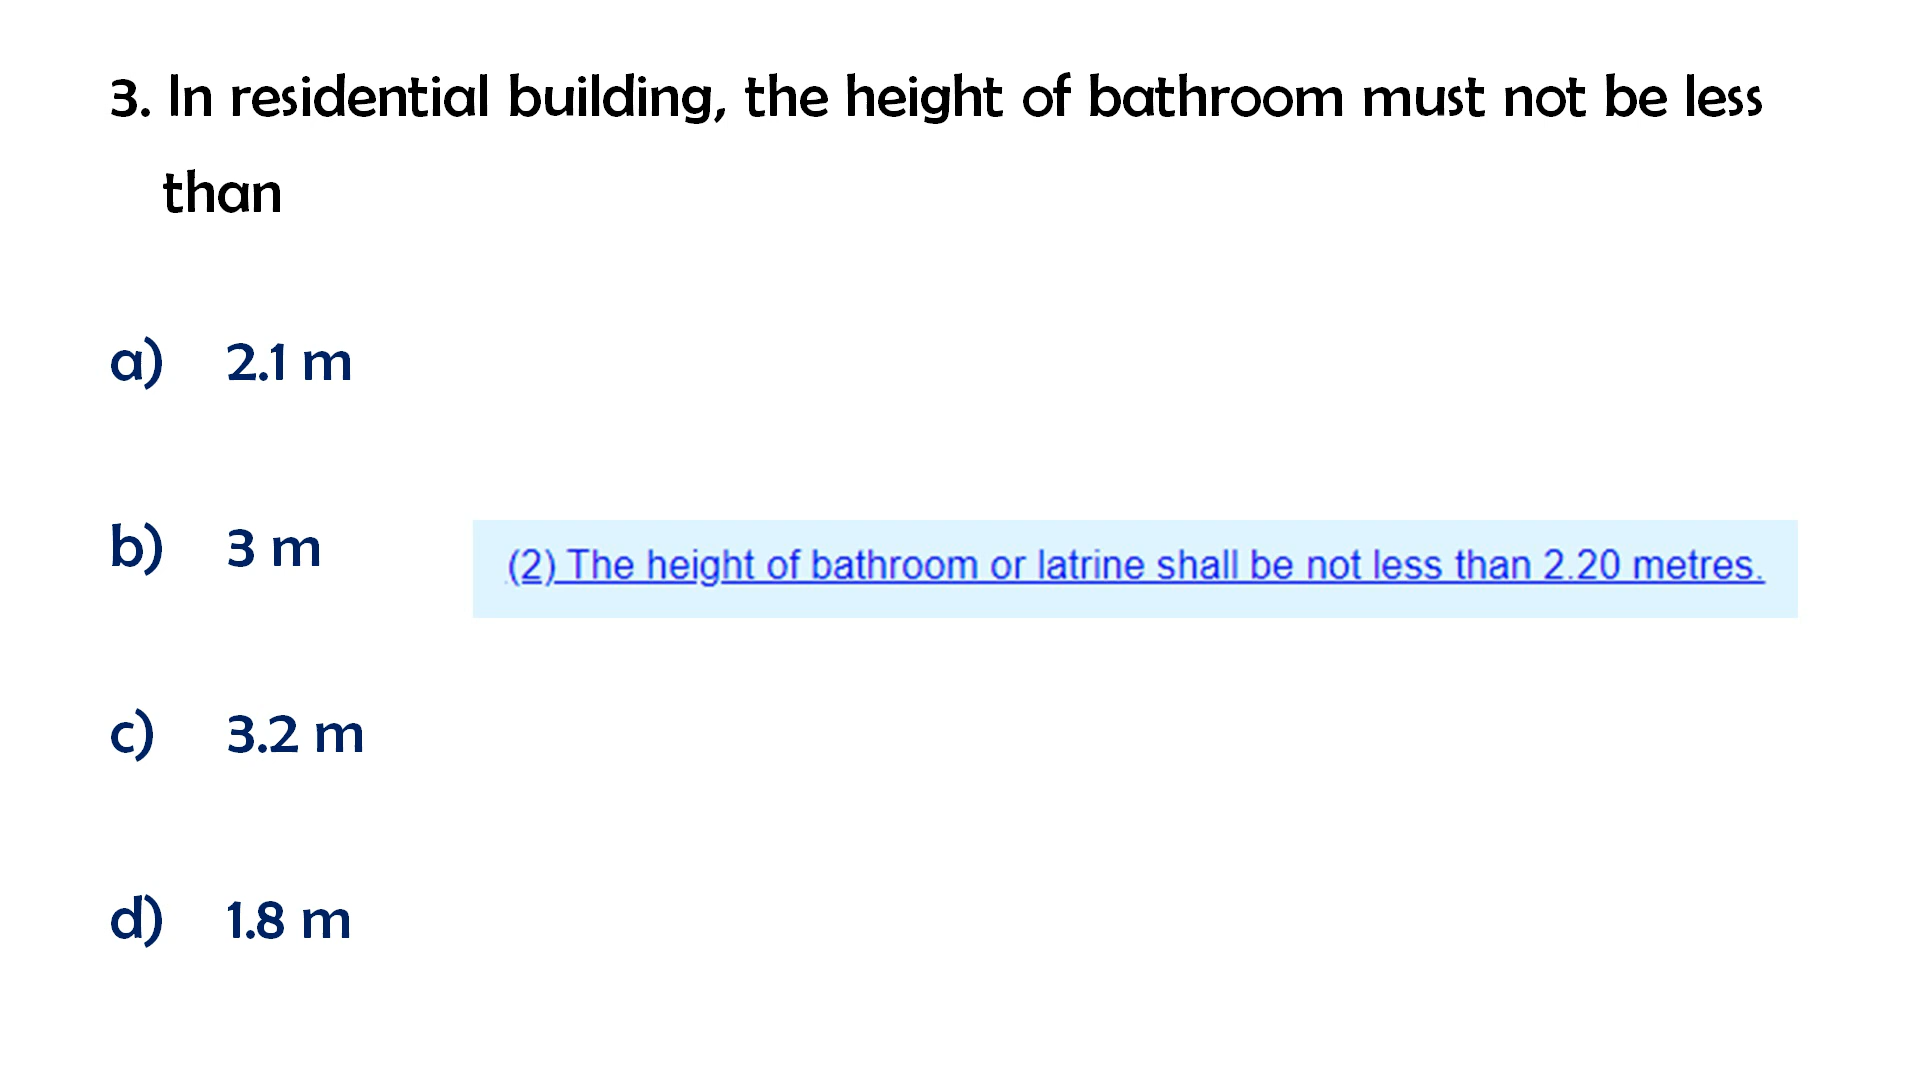 3. In residential building, the height of bathroom must not be less
than
a) 2.1 m
b) 3 m
(2) The height of bathroom or latrine shall be not less than 2.20 metres.
c) 3.2 m
d) 1.8 m